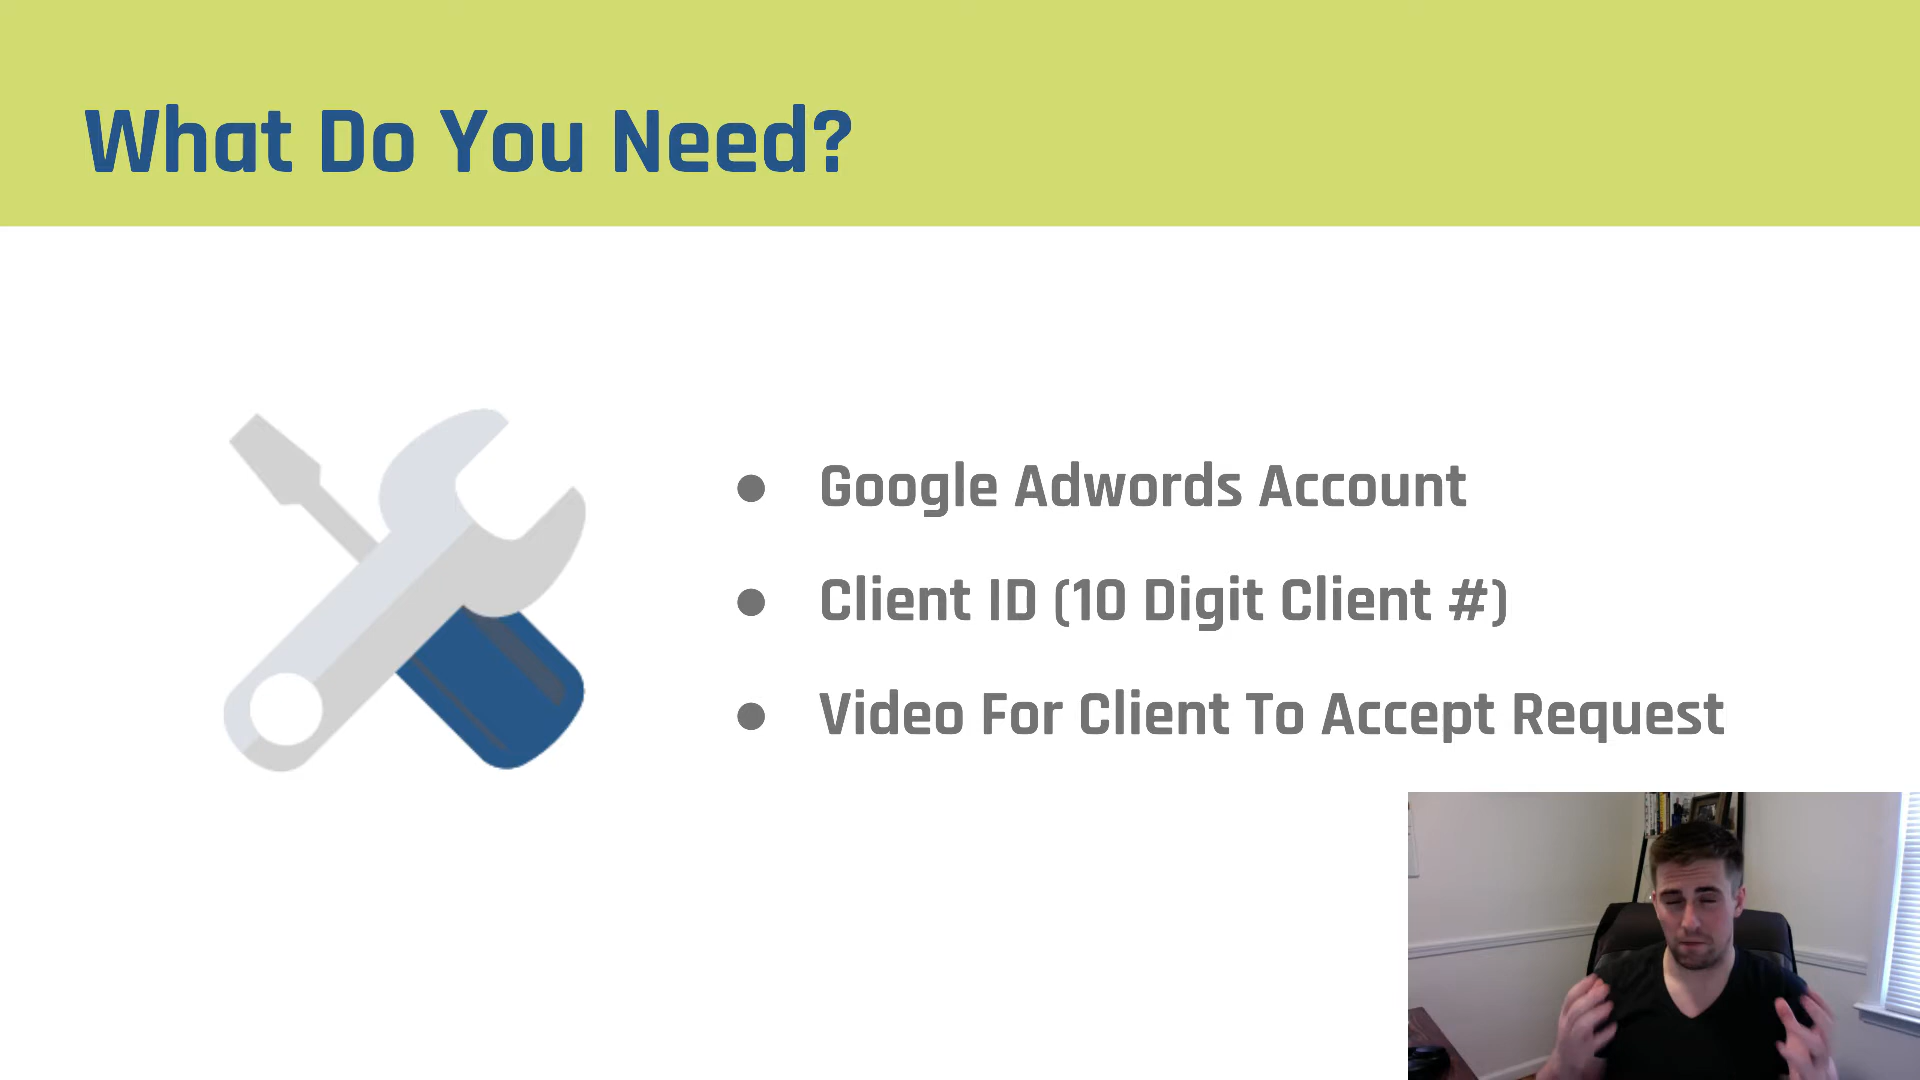 What Do You Need?
● Google Adwords Account
● Client ID (10 Digit Client #)
● Video For Client To Accept Request